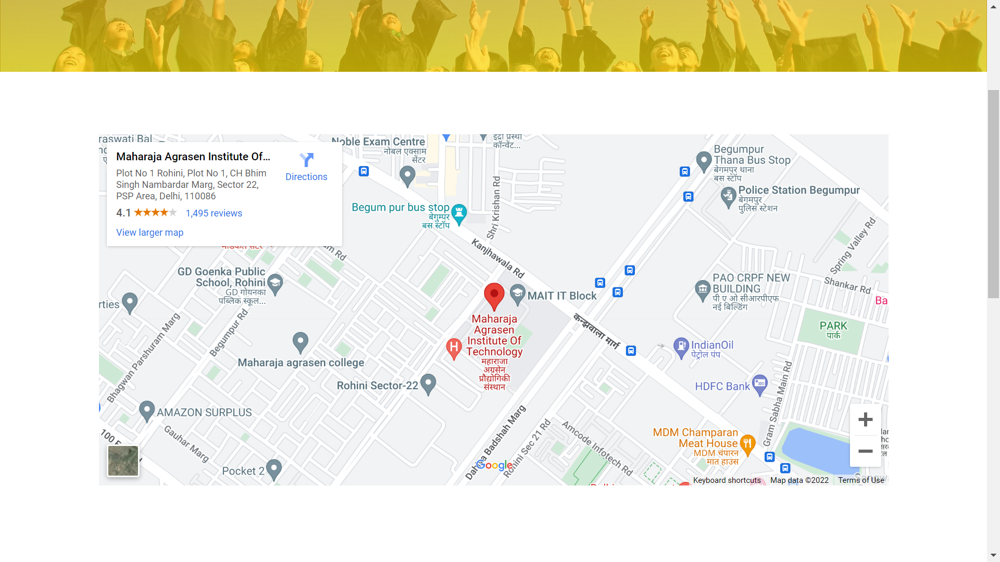 Maharaja Agrasen Institute Of...
Plot No 1 Rohini, Plot No 1, CH Bhim
Singh Nambardar Marg, Sector 22,
PSP Area, Delhi, 110086
4.1
1,495 reviews
View larger map
Directions
raswati Bal
Noble Exam Centre
नोबल एक्साम
सेंटर
इंद्रा प्रस्था
कॉन्वेंट...
Begumpur
Thana Bus Stop
बेगमपुर थाना
बस स्टॉप
Police Station Begumpur
बेगमपुर
पुलिस स्टेशन
Begum pur bus stop
बेगुम्पुर
बस स्टॉप
Shri Krishan Rd
Kanjhawala Rd
Spring Valley Rd
Shankar Rd
um Rd
GD Goenka Public
School, Rohini
GD गोयनका
पब्लिक स्कूल...
rties
MAIT IT Block
PAO CRPF NEW
BUILDING
पी ए ओ सीआरपीएफ
नई बिल्डिंग
Ba
Maharaja
Agrasen
Institute Of
Technology
महाराजा
अग्रसेन
प्रौद्योगिकी
संस्थान
H
कन्झवाला मार्ग
PARK
पार्क
IndianOil
पेट्रोल पंप
Bhagwan Parshuram Marg
Begumpur Rd
Maharaja agrasen college
Rohini Sector-22
HDFC Bank
Gram Sabha Main Rd
AMAZON SURPLUS
Gauhar Marg
100 F
Pocket 2
Dahiya Badshah Marg
Rohini Sec 21 Rd
Amcode Infotech Rd
MDM Champaran
Meat House
MDM चंपारन
मात हाउस
Google
Keyboard shortcuts
Map data ©2022
Terms of Use